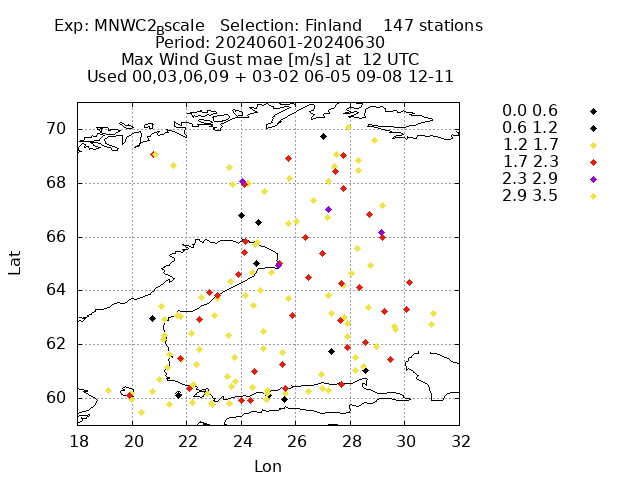 Exp: MNWC2_Bscale   Selection: Finland    147 stations
Period: 20240601-20240630
Max Wind Gust mae [m/s] at  12 UTC
Used 00,03,06,09 + 03-02 06-05 09-08 12-11
0.0 0.6
0.6 1.2
1.2 1.7
1.7 2.3
2.3 2.9
2.9 3.5
70
68
66
64
62
60
Lat
18 20 22 24 26 28 30 32
Lon